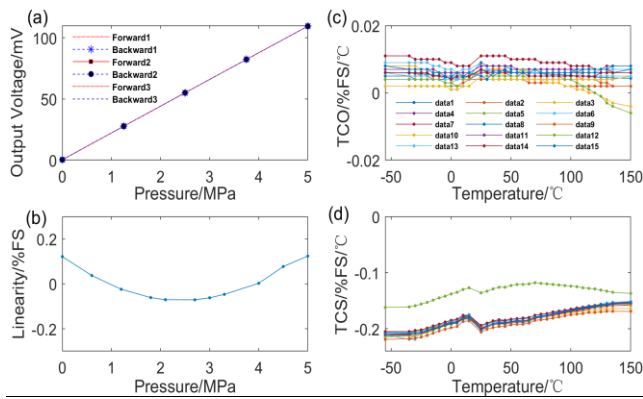 (a)
Output Voltage/mV
100
50
0
Forward1
Backward1
Forward2
Backward2
Forward3
Backward3
0 1 2 3 4 5
Pressure/MPa
(c)
TCO/%FS/℃
0.02
0
-0.02
data1 data2 data3
data4 data5 data6
data7 data8 data9
data10 data11 data12
data13 data14 data15
-50 0 50 100 150
Temperature/℃
(b)
Linearity/%FS
0.2
0
-0.2
0 1 2 3 4 5
Pressure/MPa
(d)
TCS/%FS/℃
0
-0.1
-0.2
-50 0 50 100 150
Temperature/℃